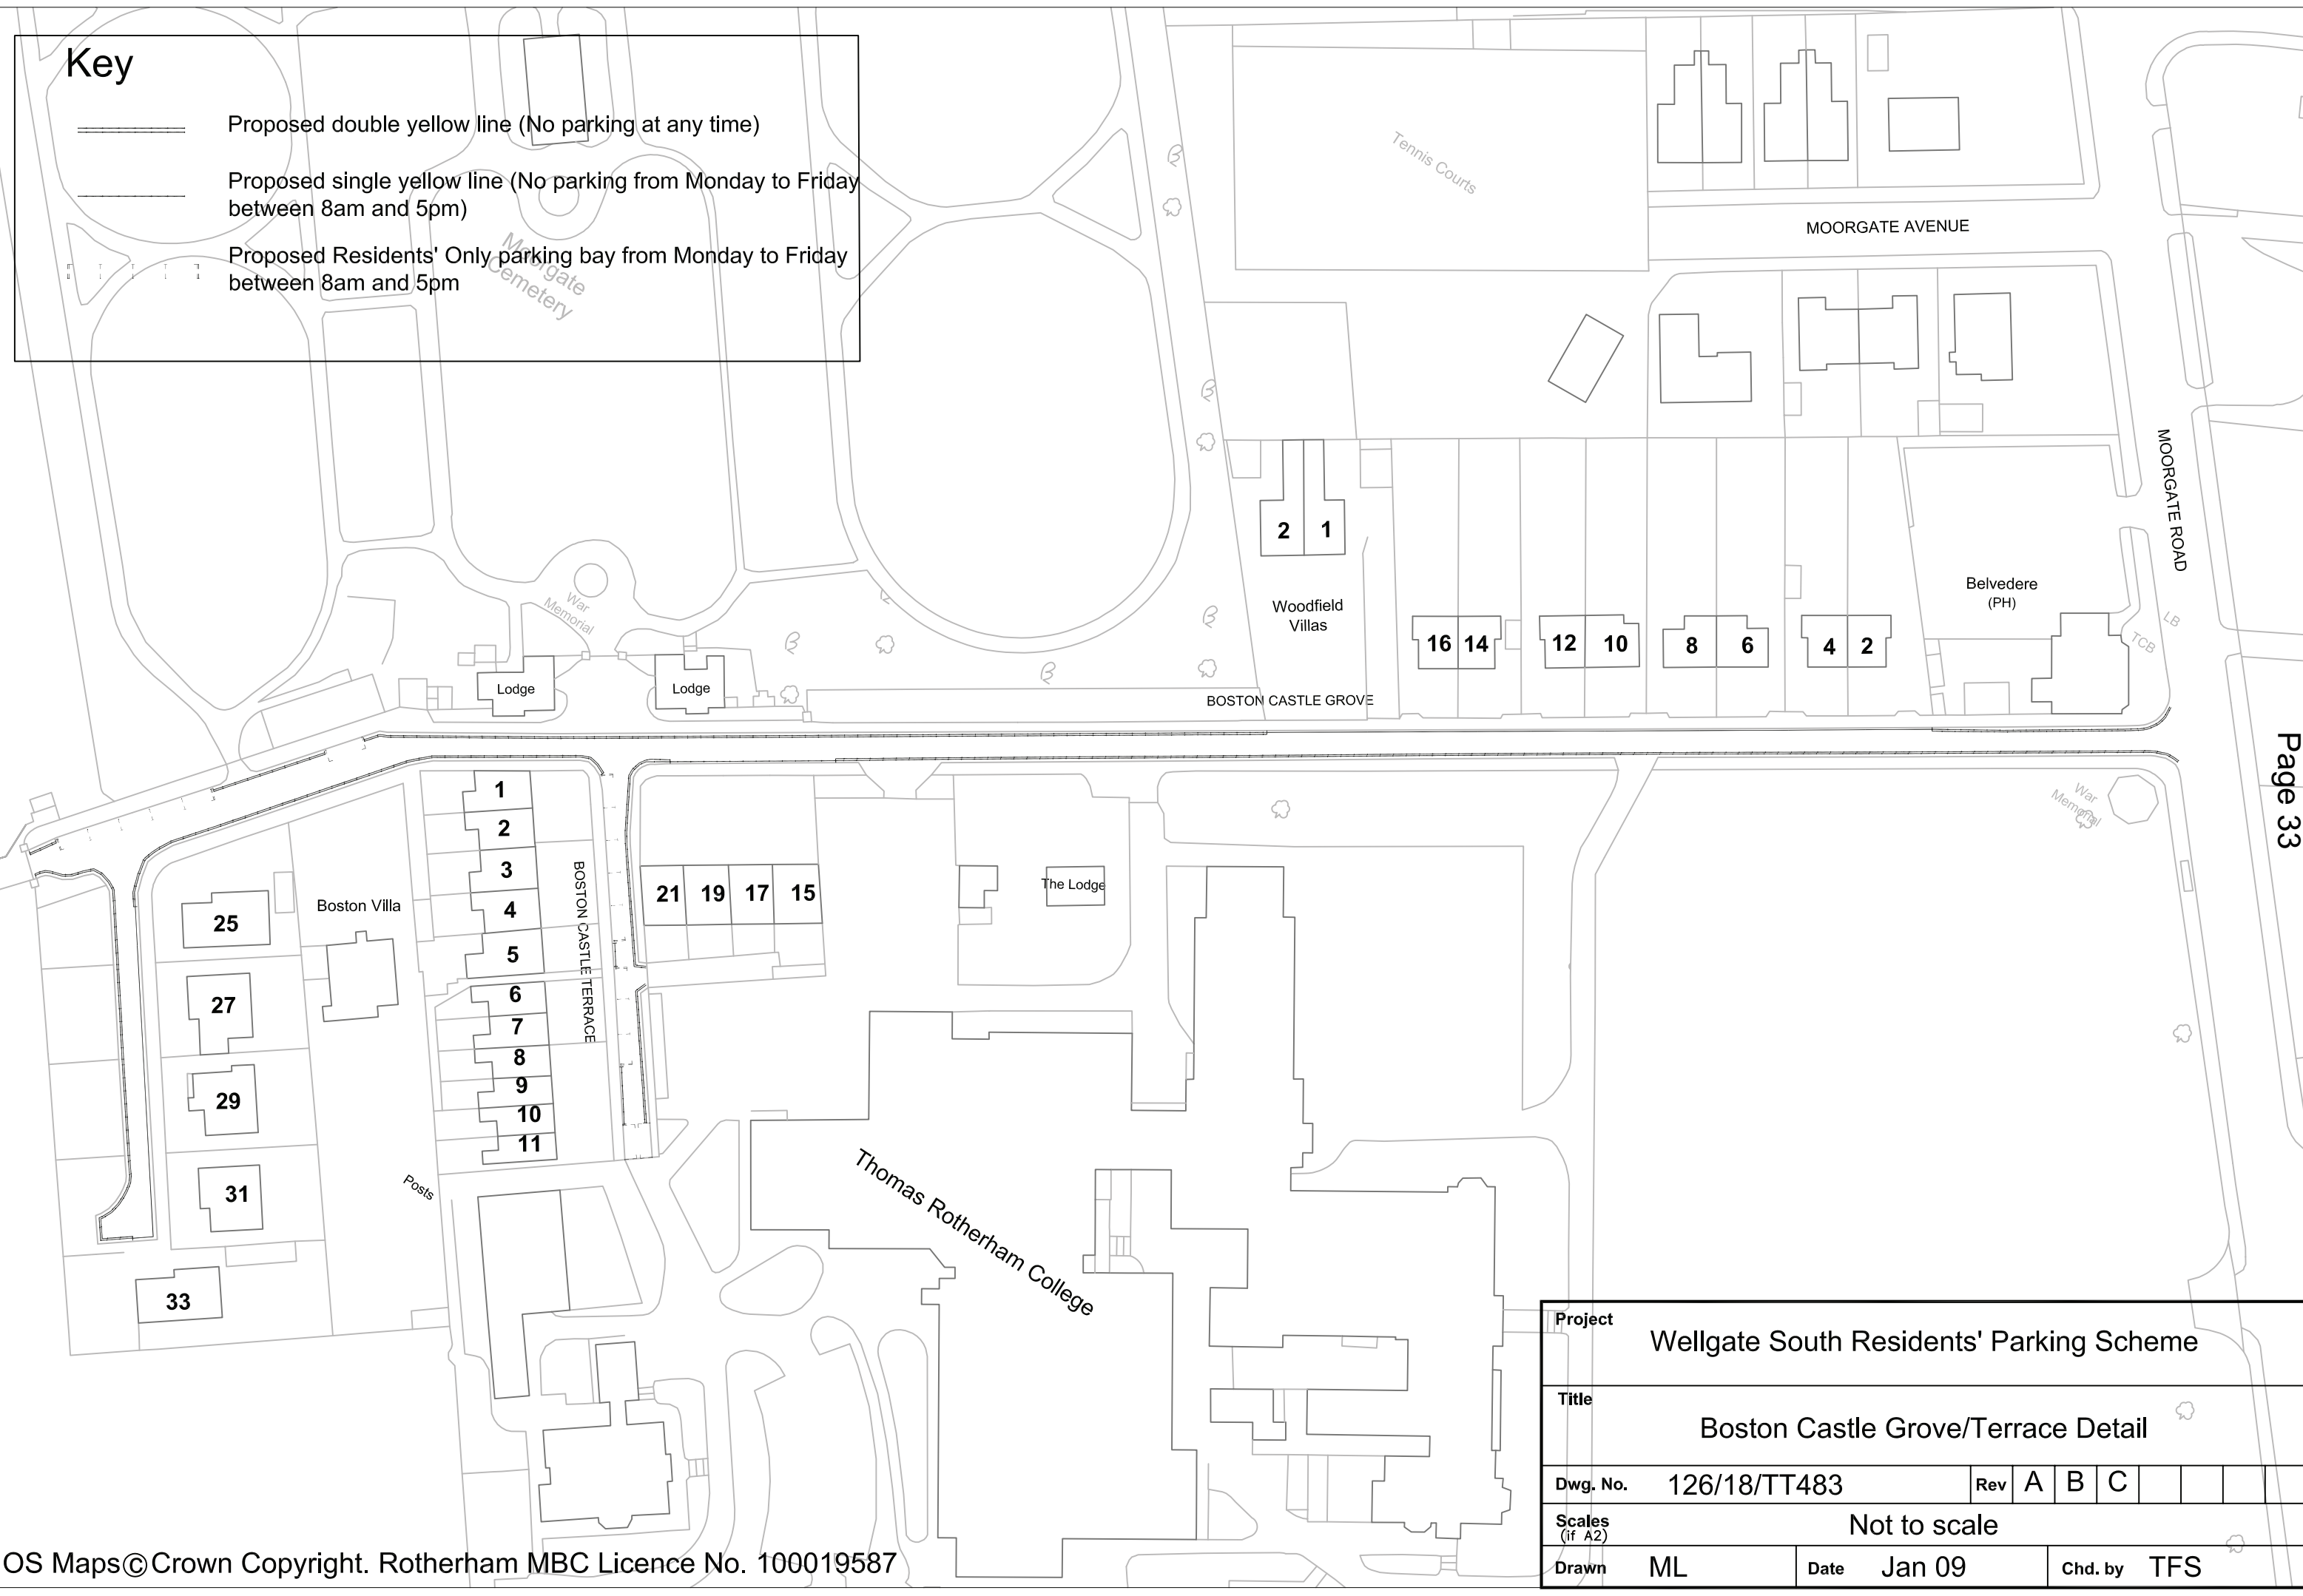 Key
Proposed double yellow line (No parking at any time)
Proposed single yellow line (No parking from Monday to Friday
between 8am and 5pm)
Proposed Residents' Only parking bay from Monday to Friday
between 8am and 5pm
Moorgate
Cemetery
Tennis Courts
MOORGATE AVENUE
MOORGATE ROAD
2
1
Woodfield
Villas
Belvedere
(PH)
LB
TCB
16
14
12
10
8
6
4
2
War
Memorial
Lodge
Lodge
BOSTON CASTLE GROVE
Page 33
War
Memorial
1
2
3
4
5
6
7
8
9
10
11
BOSTON CASTLE TERRACE
21
19
17
15
The Lodge
Boston Villa
25
27
29
31
33
Posts
Thomas Rotherham College
Project
Wellgate South Residents' Parking Scheme
Title
Boston Castle Grove/Terrace Detail
Dwg. No. 126/18/TT483 Rev A B C
Scales
(if A2)
Not to scale
Drawn ML Date Jan 09 Chd. by TFS
OS Maps © Crown Copyright. Rotherham MBC Licence No. 100019587